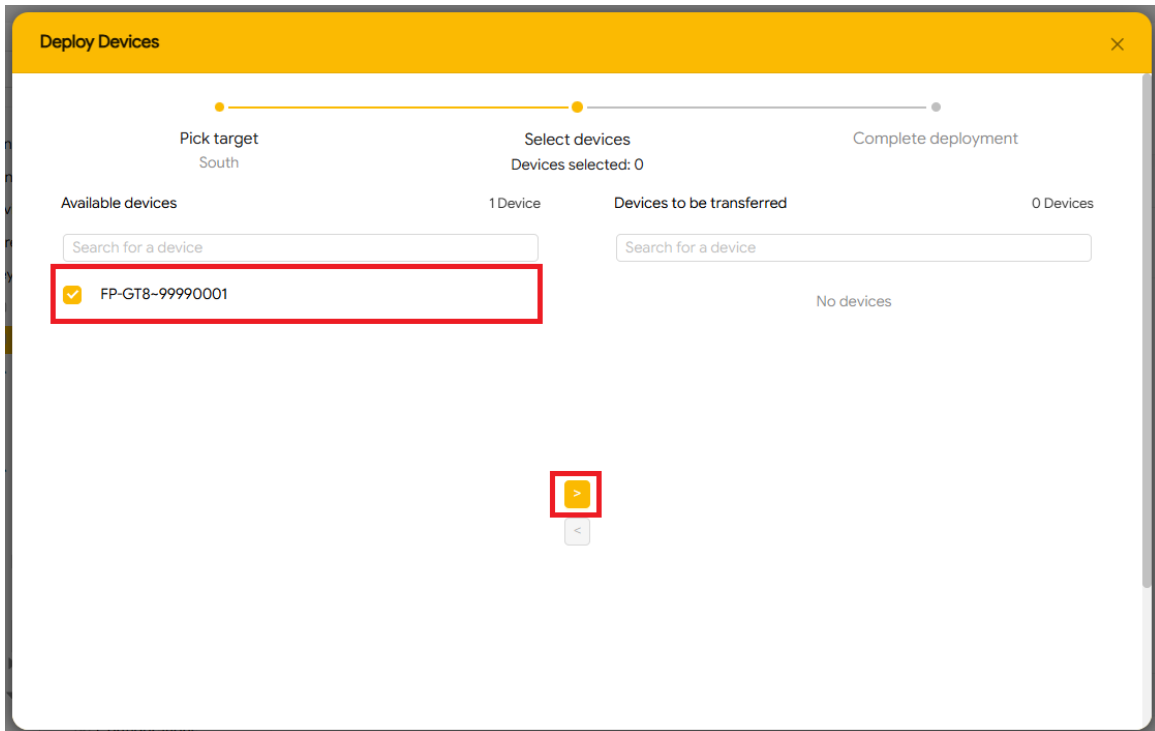 Deploy Devices
Pick target
South
Select devices
Devices selected: 0
Complete deployment
Available devices
1 Device
Search for a device
FP-GT8~99990001
Devices to be transferred
0 Devices
Search for a device
No devices
>
<